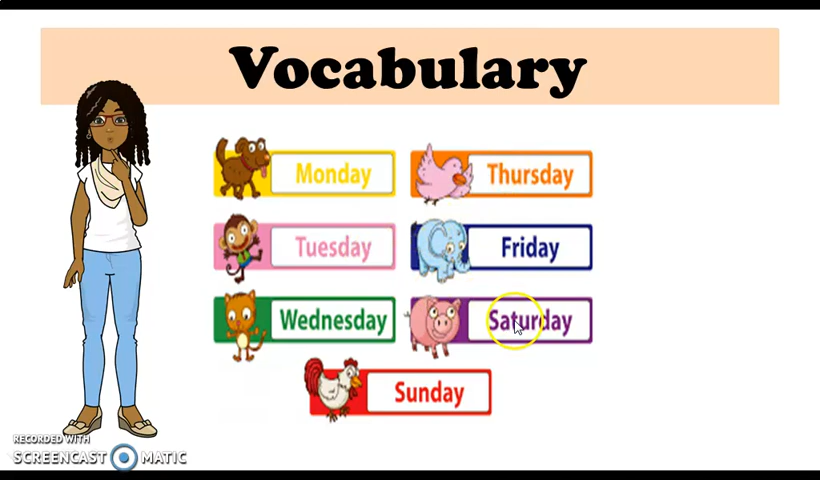 Vocabulary
Monday
Thursday
Tuesday
Friday
Wednesday
Saturday
Sunday
RECORDED WITH
SCREENCAST MATIC